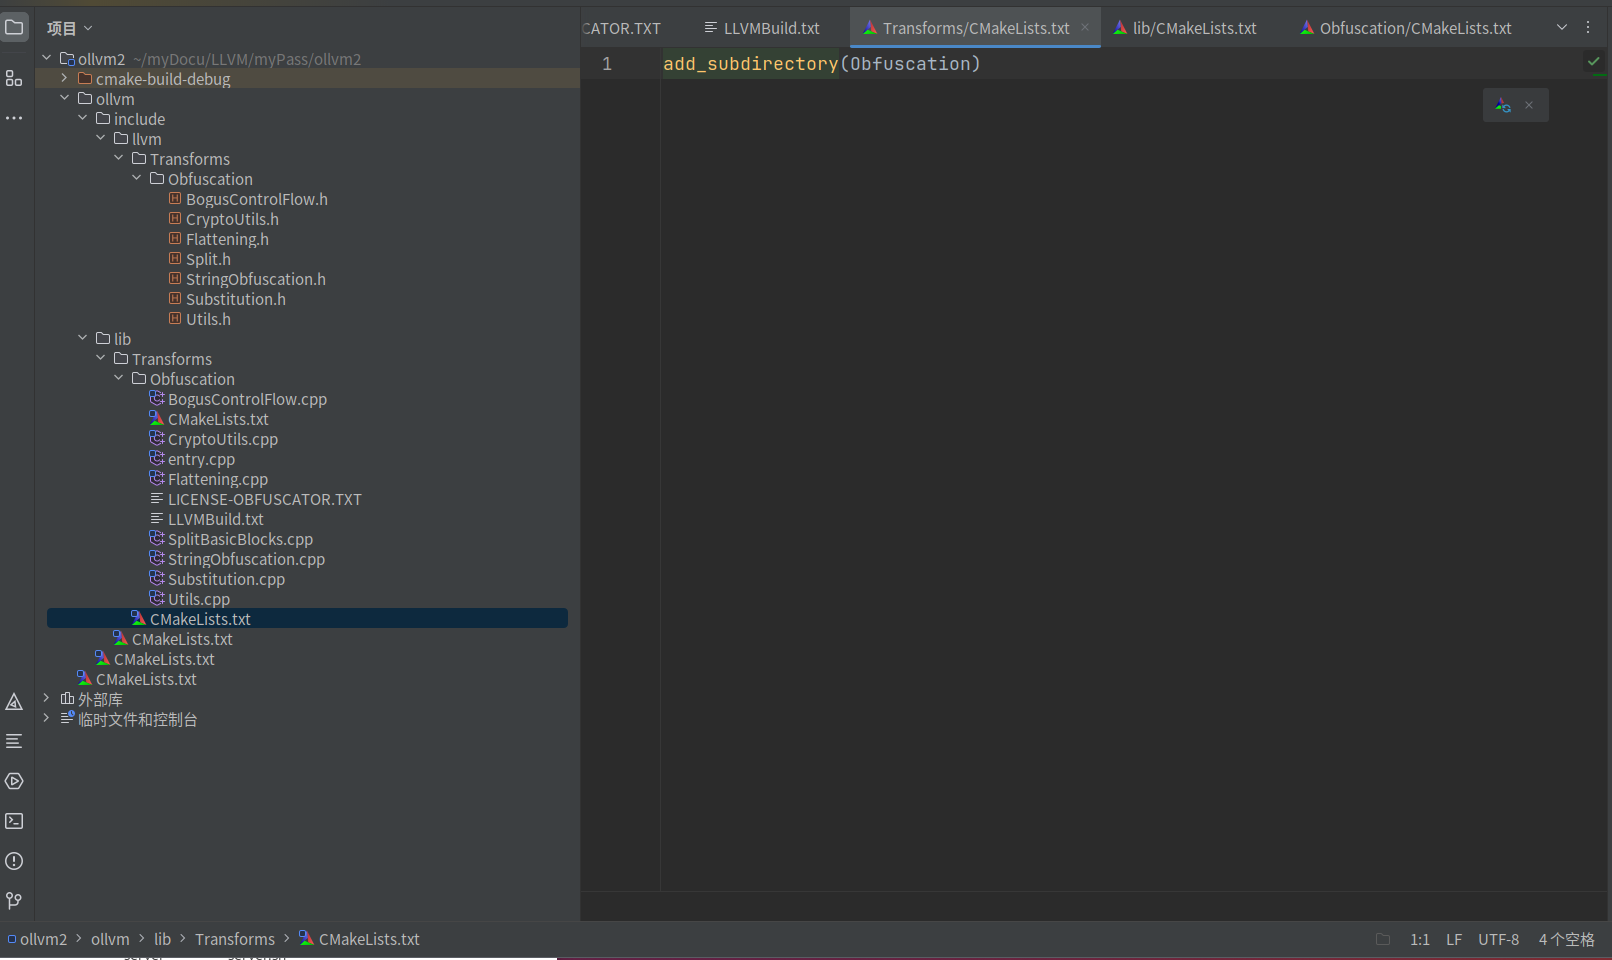 项目
CATOR.TXT
LLVMBuild.txt
Transforms/CMakeLists.txt
lib/CMakeLists.txt
Obfuscation/CMakeLists.txt
ollvm2 ~/myDocu/LLVM/myPass/ollvm2
cmake-build-debug
ollvm
include
llvm
Transforms
Obfuscation
BogusControlFlow.h
CryptoUtils.h
Flattening.h
Split.h
StringObfuscation.h
Substitution.h
Utils.h
lib
Transforms
Obfuscation
BogusControlFlow.cpp
CMakeLists.txt
CryptoUtils.cpp
entry.cpp
Flattening.cpp
LICENSE-OBFUSCATOR.TXT
LLVMBuild.txt
SplitBasicBlocks.cpp
StringObfuscation.cpp
Substitution.cpp
Utils.cpp
CMakeLists.txt
CMakeLists.txt
CMakeLists.txt
CMakeLists.txt
外部库
临时文件和控制台
1 add_subdirectory(Obfuscation)
ollvm2 > ollvm > lib > Transforms > CMakeLists.txt
1:1 LF UTF-8 4 个空格